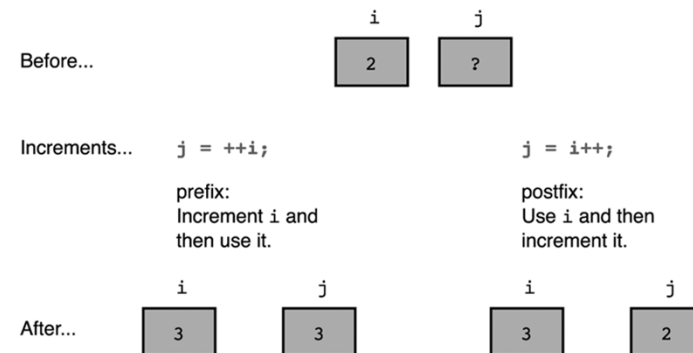 i j
Before... 2 ?
Increments... j = ++i; j = i++;
prefix: postfix:
Increment i and Use i and then
then use it. increment it.
i j i j
After... 3 3 3 2